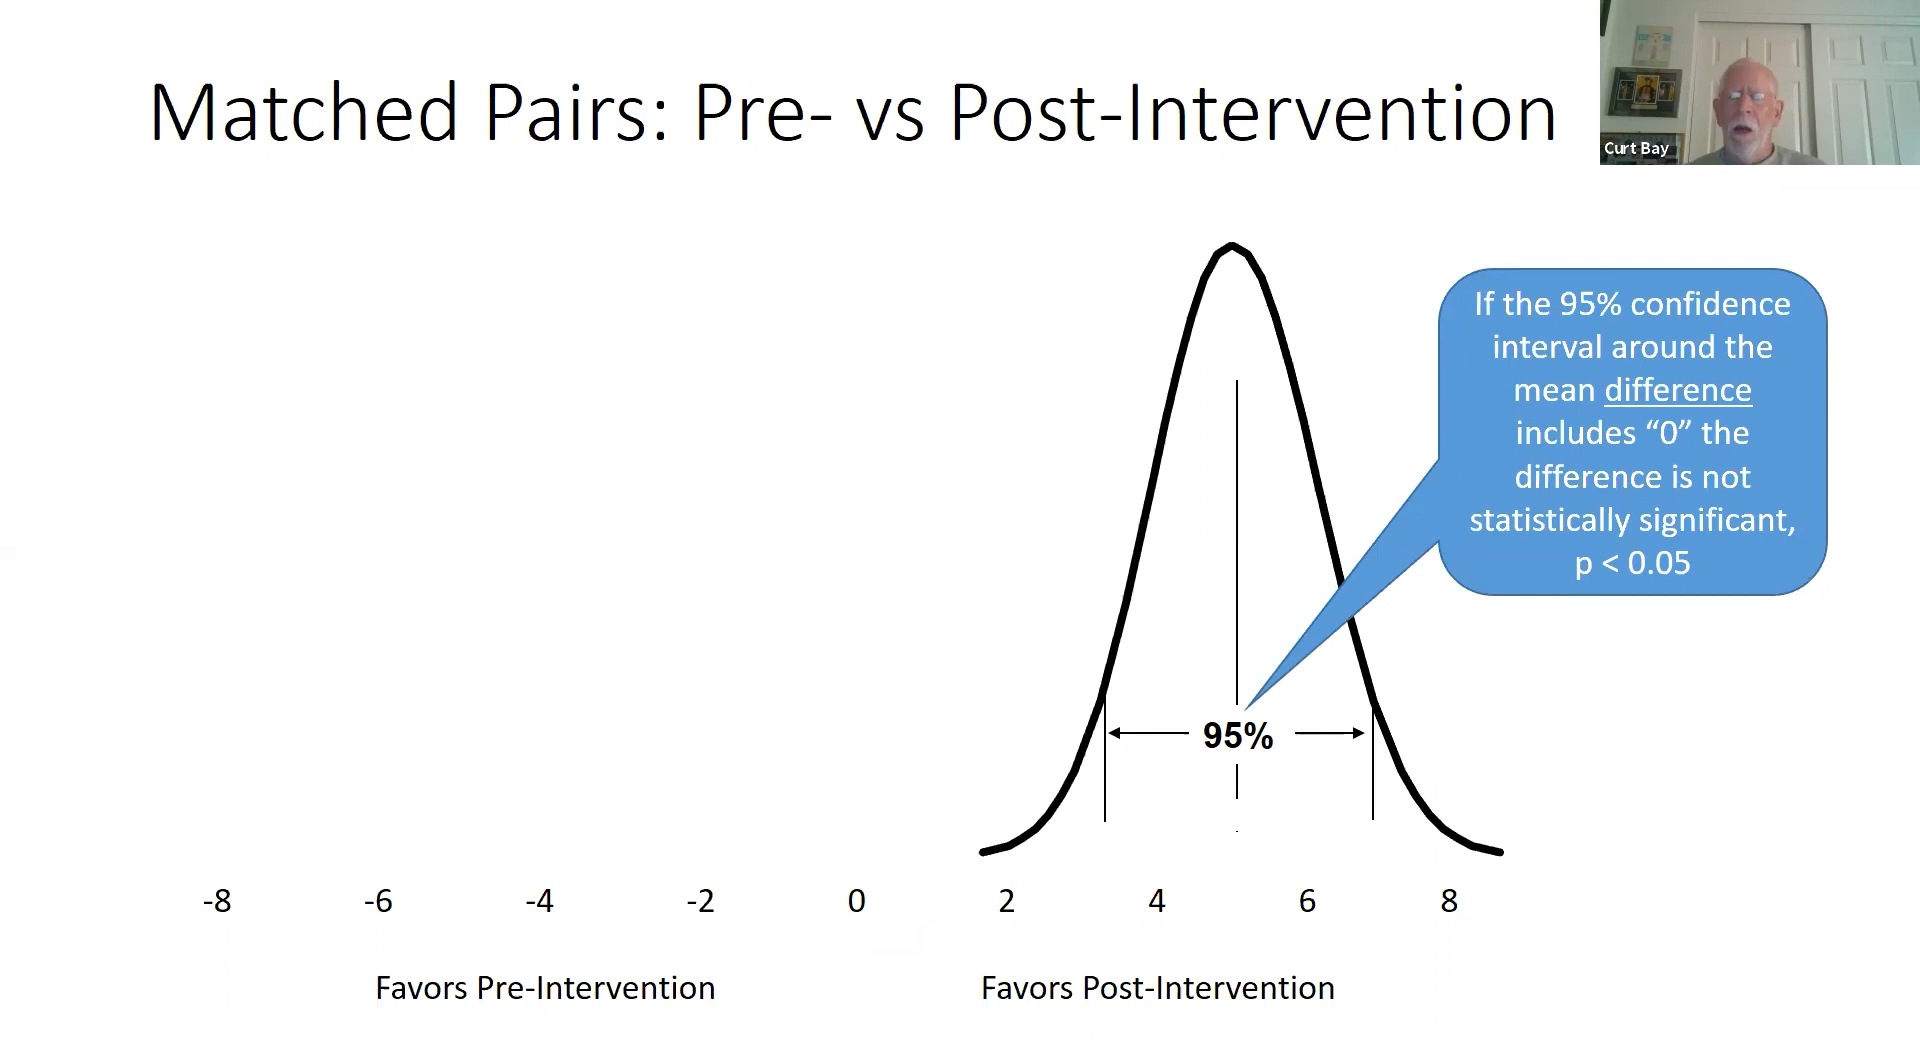 Matched Pairs: Pre- vs Post-Intervention
Curt Bay
If the 95% confidence
interval around the
mean difference
includes “0” the
difference is not
statistically significant,
p < 0.05
95%
-8 -6 -4 -2 0 2 4 6 8
Favors Pre-Intervention Favors Post-Intervention